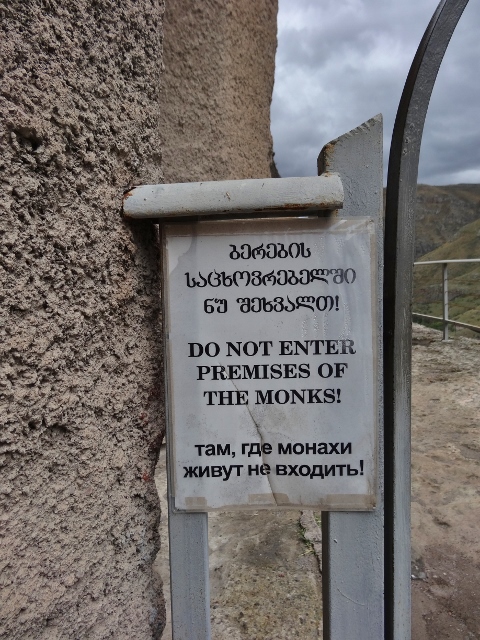 ბერების
საცხოვრებელში
ნუ შეხვალთ!
DO NOT ENTER
PREMISES OF
THE MONKS!
там, где монахи
живут не входить!